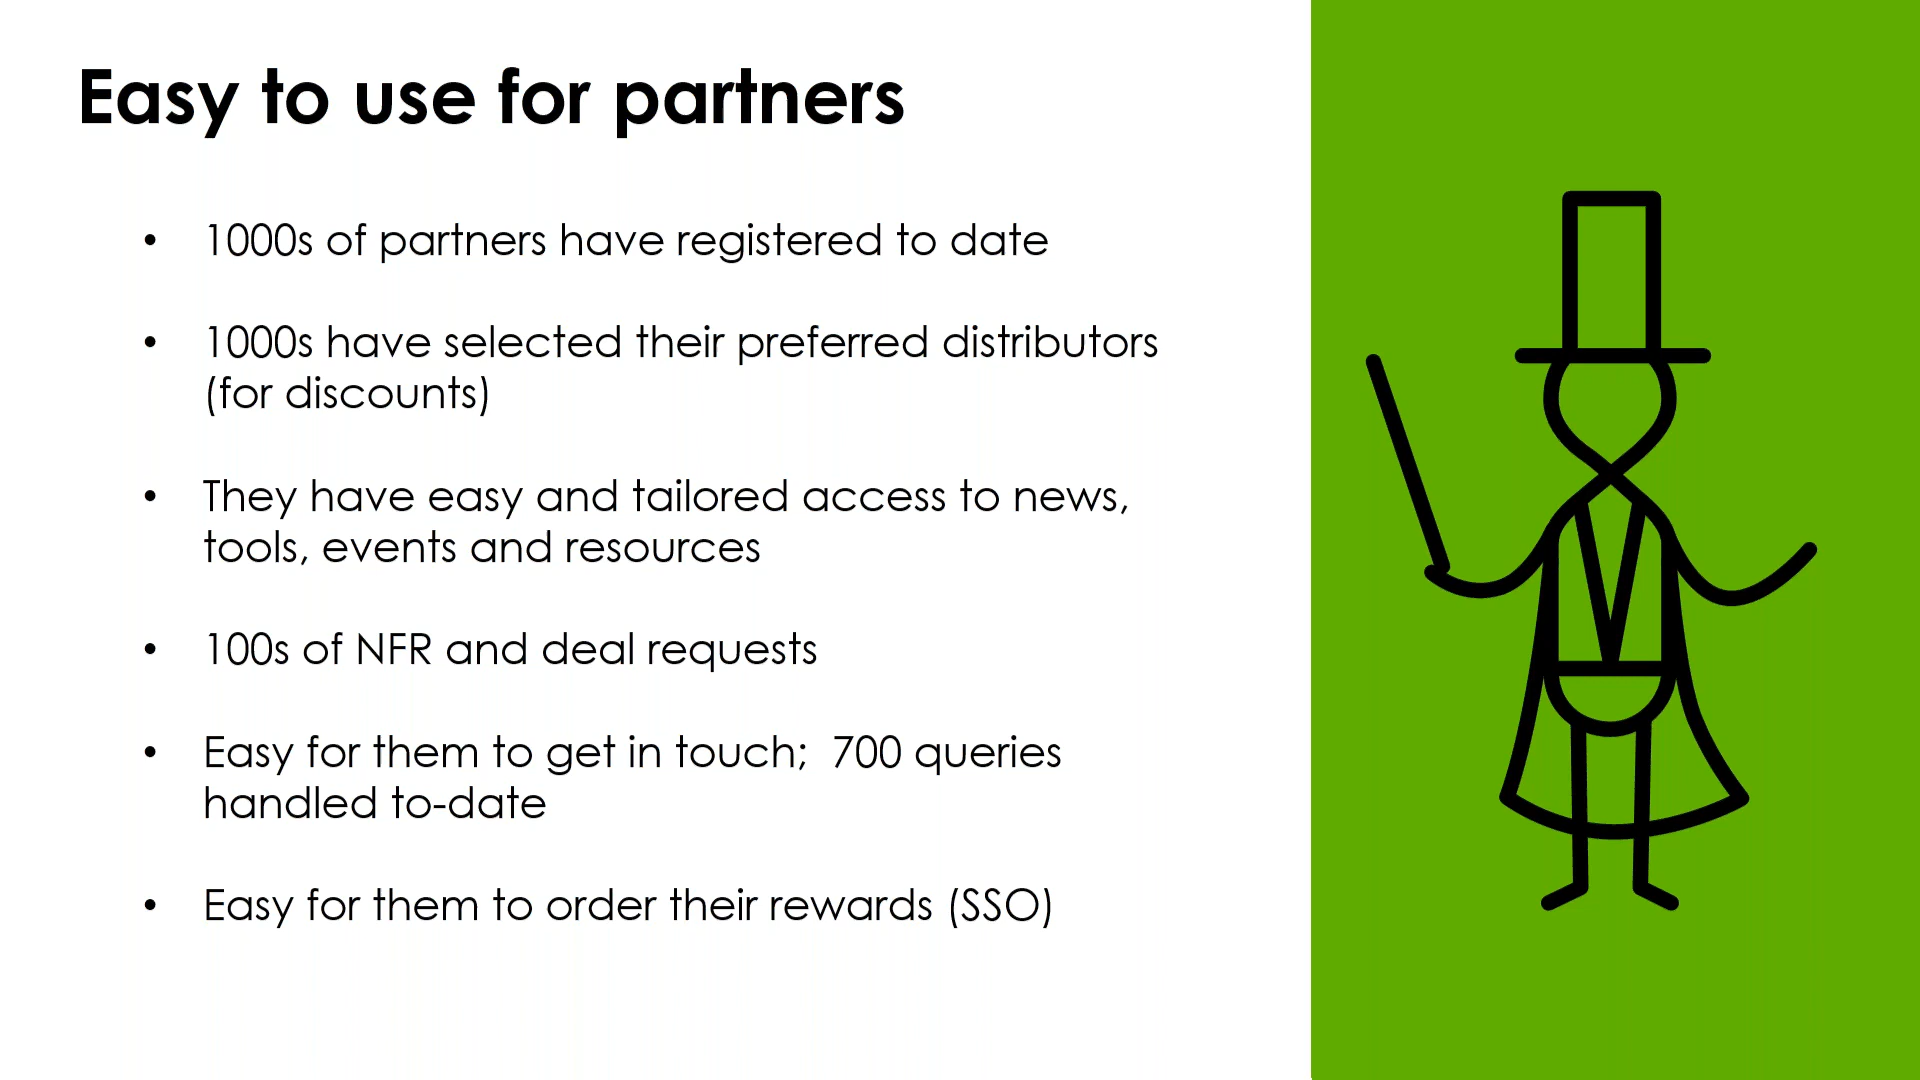 Easy to use for partners
• 1000s of partners have registered to date
• 1000s have selected their preferred distributors
(for discounts)
• They have easy and tailored access to news,
tools, events and resources
• 100s of NFR and deal requests
• Easy for them to get in touch;  700 queries
handled to-date
• Easy for them to order their rewards (SSO)